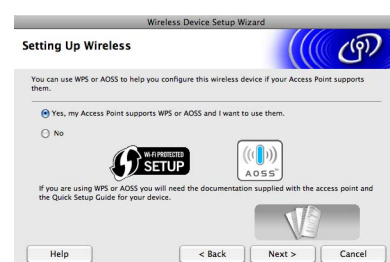 Wireless Device Setup Wizard
Setting Up Wireless
You can use WPS or AOSS to help you configure this wireless device if your Access Point supports
them.
Yes, my Access Point supports WPS or AOSS and I want to use them.
No
Wi-Fi PROTECTED
SETUP
AOSS™
If you are using WPS or AOSS you will need the documentation supplied with the access point and
the Quick Setup Guide for your device.
Help
< Back
Next >
Cancel